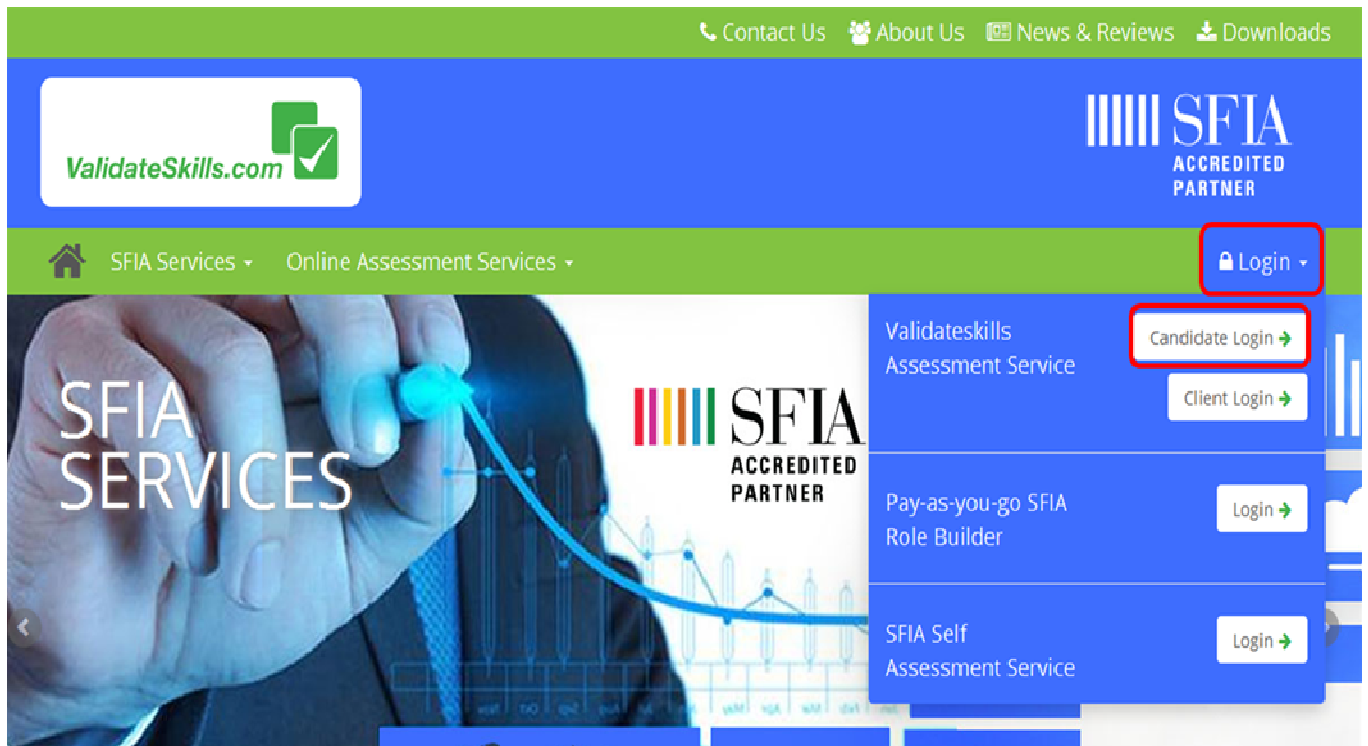 Contact Us About Us News & Reviews Downloads
ValidateSkills.com
SFIA
ACCREDITED
PARTNER
SFIA Services Online Assessment Services Login
Validateskills
Assessment Service
Candidate Login
Client Login
SFIA
SERVICES
SFIA
ACCREDITED
PARTNER
Pay-as-you-go SFIA
Role Builder
Login
SFIA Self
Assessment Service
Login